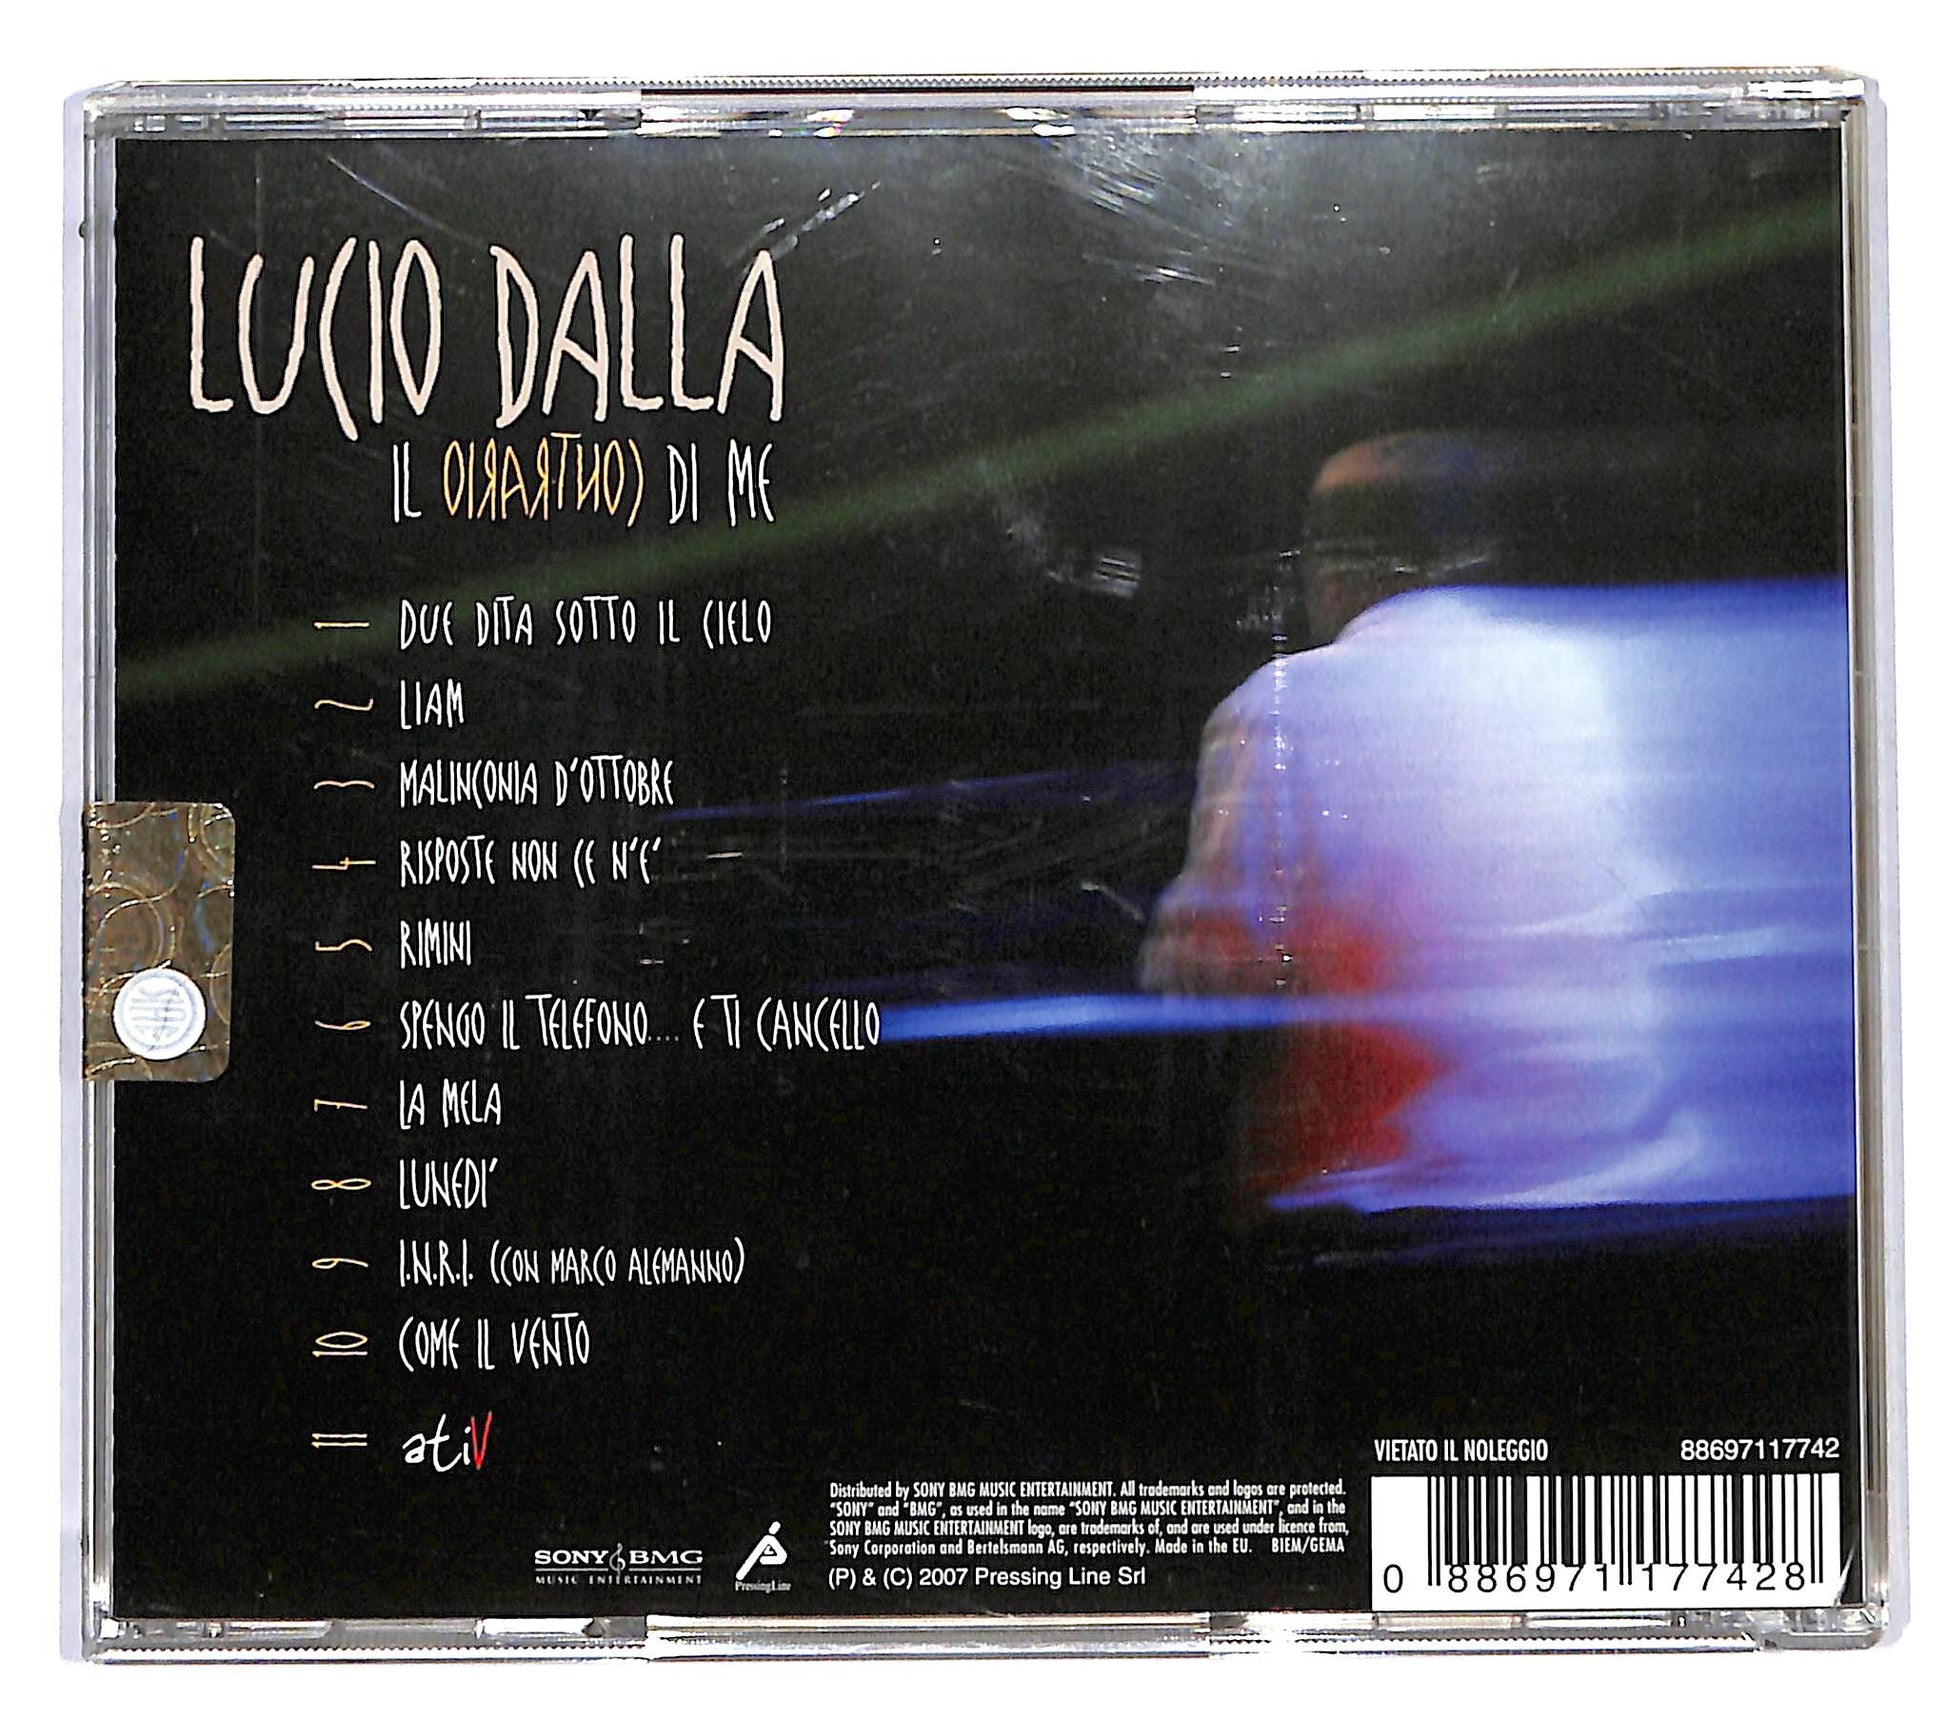 LUCIO DALLA
IL CONTRARIO DI ME
1 DUE DITA SOTTO IL CIELO
2 LIAM
3 MALINCONIA D'OTTOBRE
4 RISPOSTE NON CE N'E'
5 RIMINI
6 SPENGO IL TELEFONO.... E TI CANCELLO
7 LA MELA
8 LUNEDI'
9 I.N.R.I. (CON MARCO ALEMANNO)
10 COME IL VENTO
11 atiV
VIETATO IL NOLEGGIO 88697117742
Distributed by SONY BMG MUSIC ENTERTAINMENT. All trademarks and logos are protected.
"SONY" and "BMG", as used in the name "SONY BMG MUSIC ENTERTAINMENT", and in the
SONY BMG MUSIC ENTERTAINMENT logo, are trademarks of, and are used under licence from,
Sony Corporation and Bertelsmann AG, respectively. Made in the EU. BIEM/GEMA
(P) & (C) 2007 Pressing Line Srl
SONY BMG
MUSIC ENTERTAINMENT
PressingLine
0 886971 177428